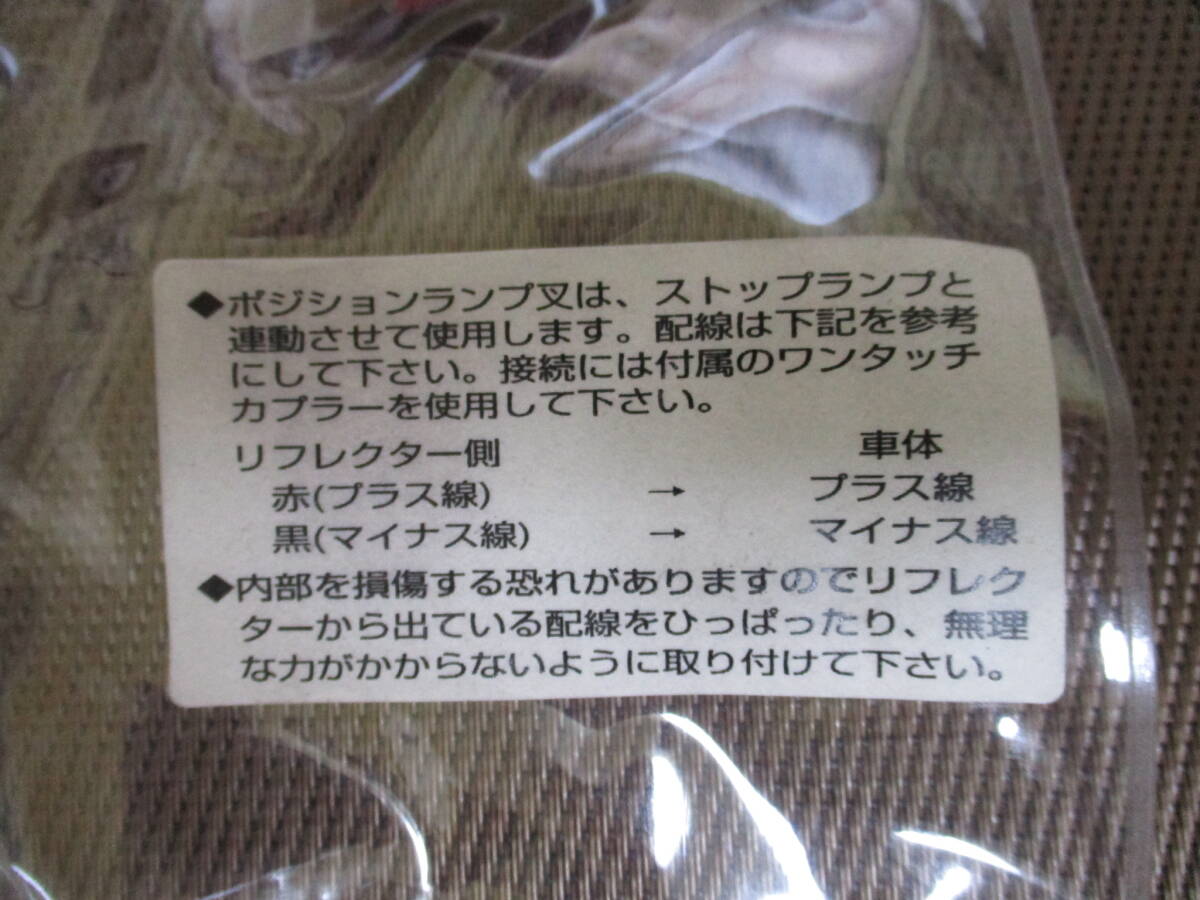 ◆ポジションランプ叉は、ストップランプと
連動させて使用します。配線は下記を参考
にして下さい。接続には付属のワンタッチ
カプラーを使用して下さい。
リフレクター側 車体
赤(プラス線) → プラス線
黒(マイナス線) → マイナス線
◆内部を損傷する恐れがありますのでリフレク
ターから出ている配線をひっぱったり、無理
な力がかからないように取り付けて下さい。